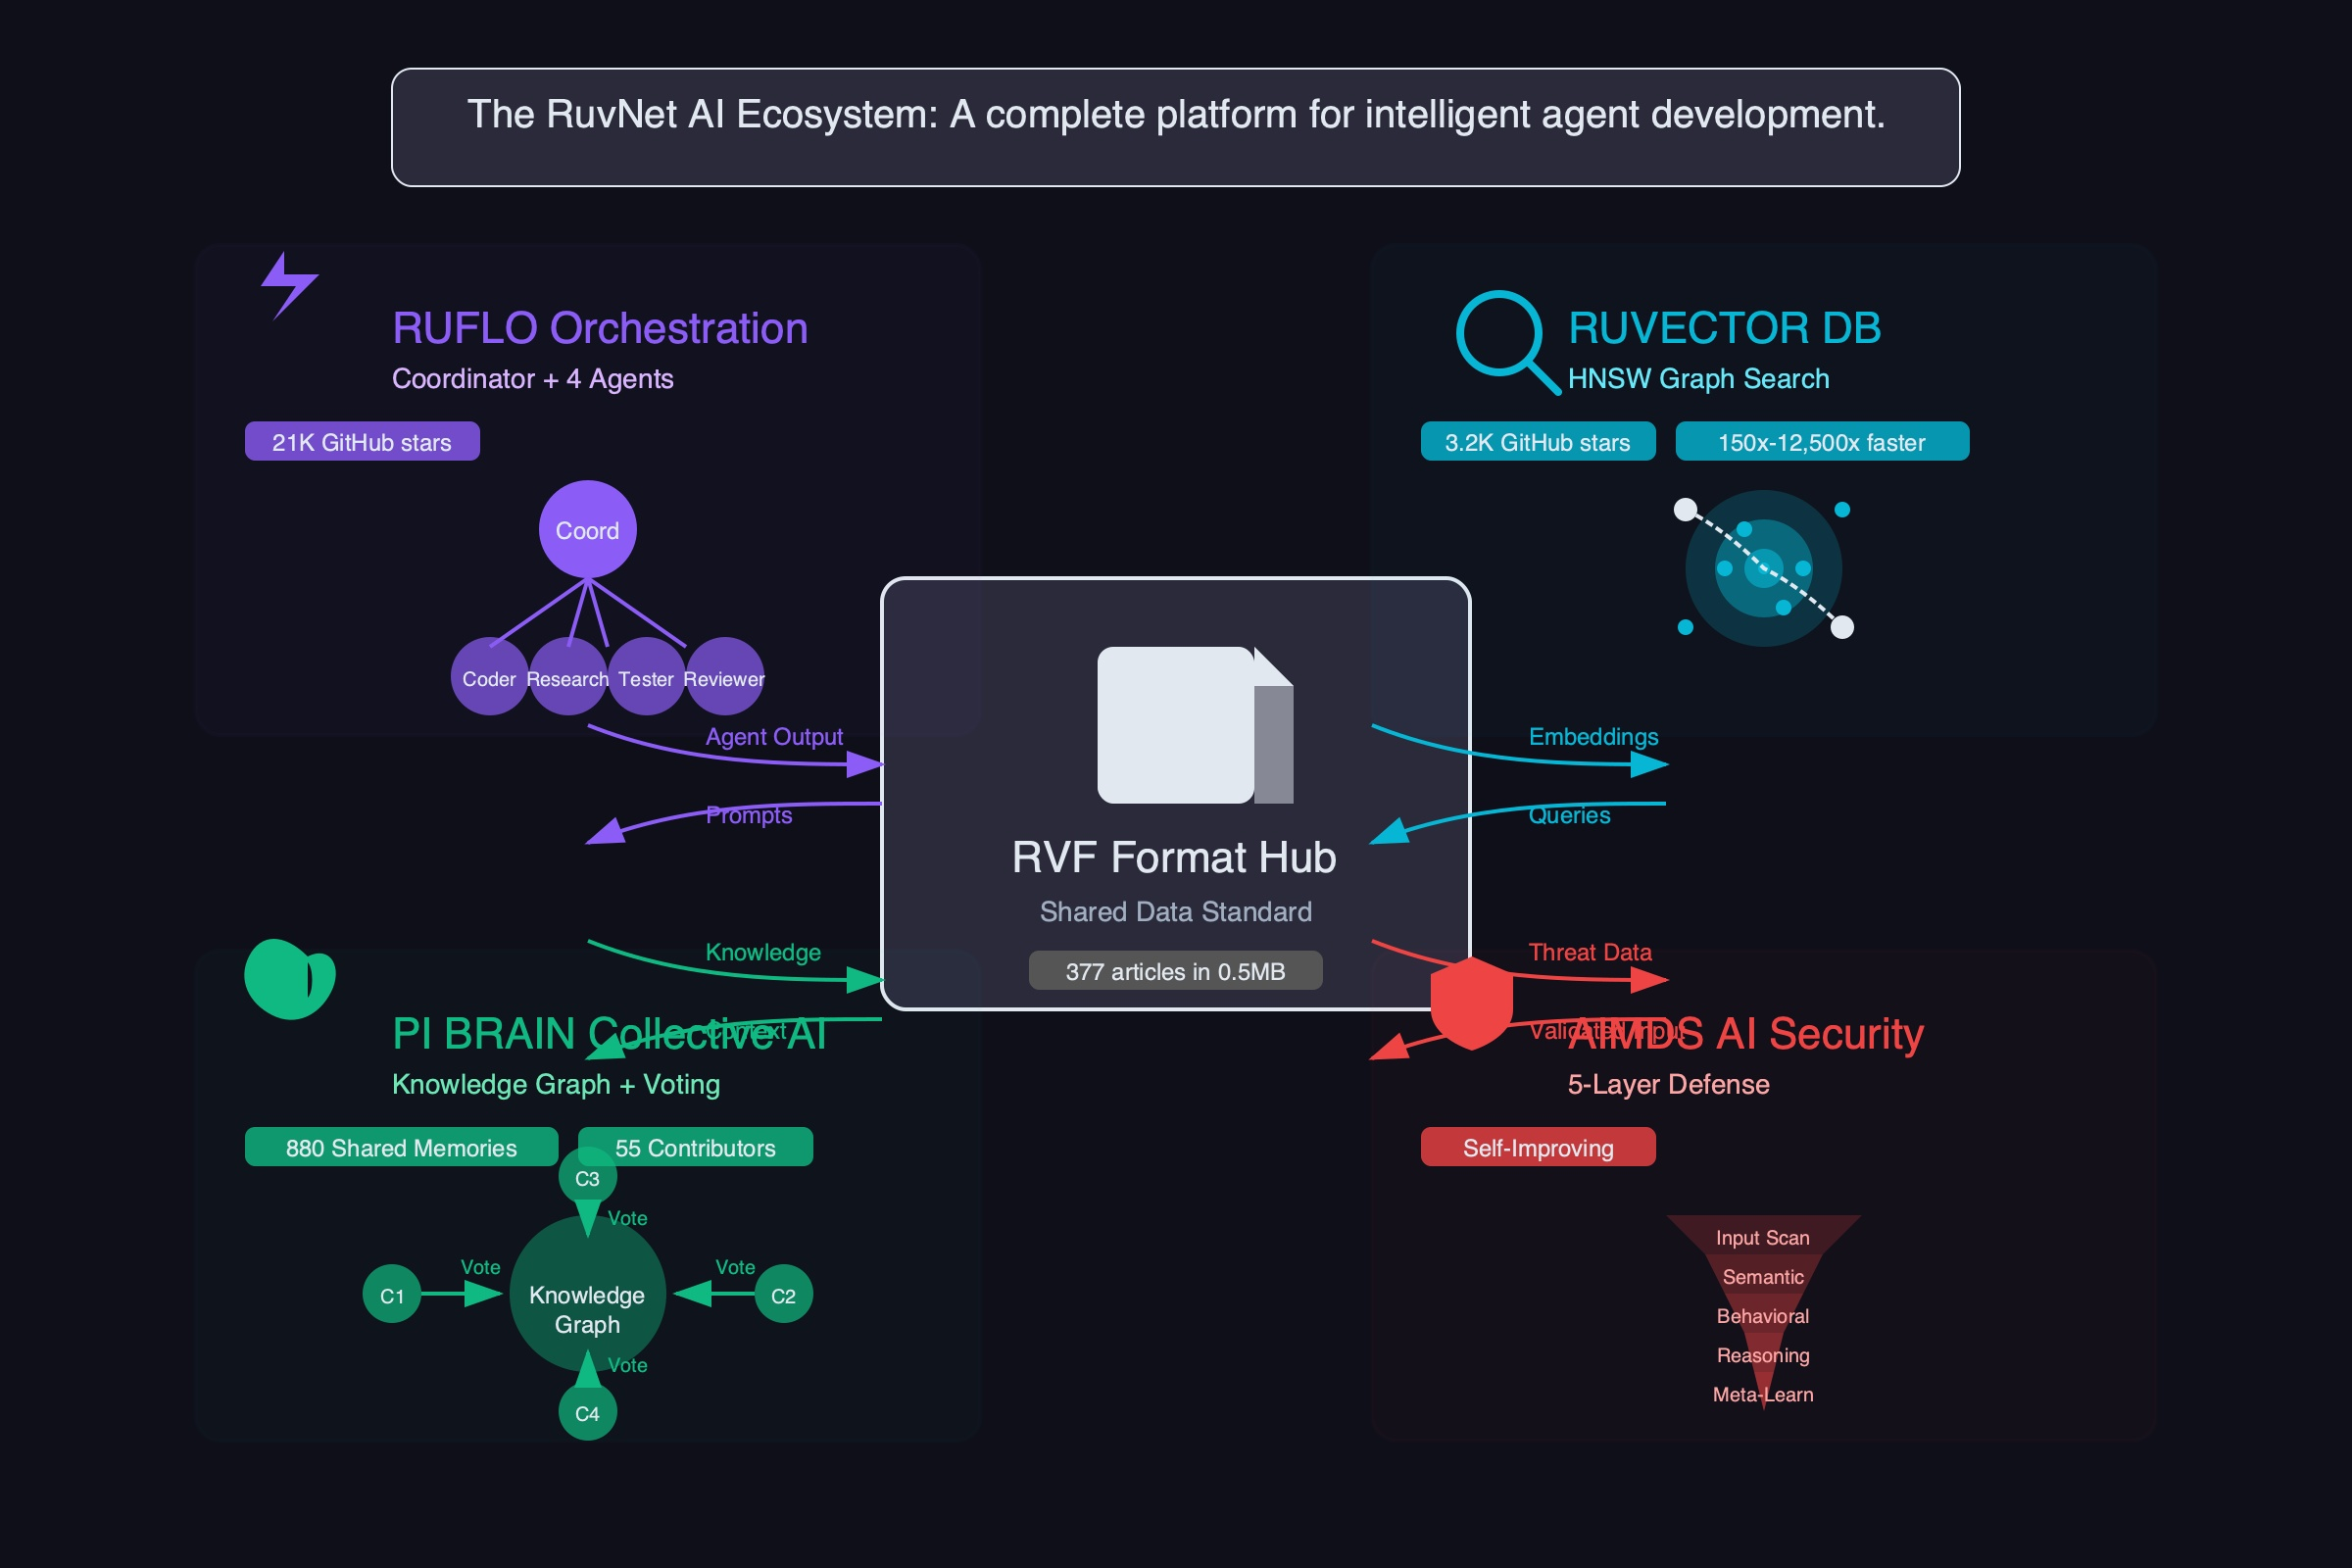 The RuvNet AI Ecosystem: A complete platform for intelligent agent development.
RUFLO Orchestration
Coordinator + 4 Agents
21K GitHub stars
Coord
Coder
Research
Tester
Reviewer
RUVECTOR DB
HNSW Graph Search
3.2K GitHub stars
150x-12,500x faster
Agent Output
Prompts
Embeddings
Queries
RVF Format Hub
Shared Data Standard
377 articles in 0.5MB
Knowledge
Context
Threat Data
Validated Input
PI BRAIN Collective AI
Knowledge Graph + Voting
880 Shared Memories
55 Contributors
C3
Vote
Vote
Vote
C1
Knowledge
Graph
C2
Vote
C4
AIMDS AI Security
5-Layer Defense
Self-Improving
Input Scan
Semantic
Behavioral
Reasoning
Meta-Learn